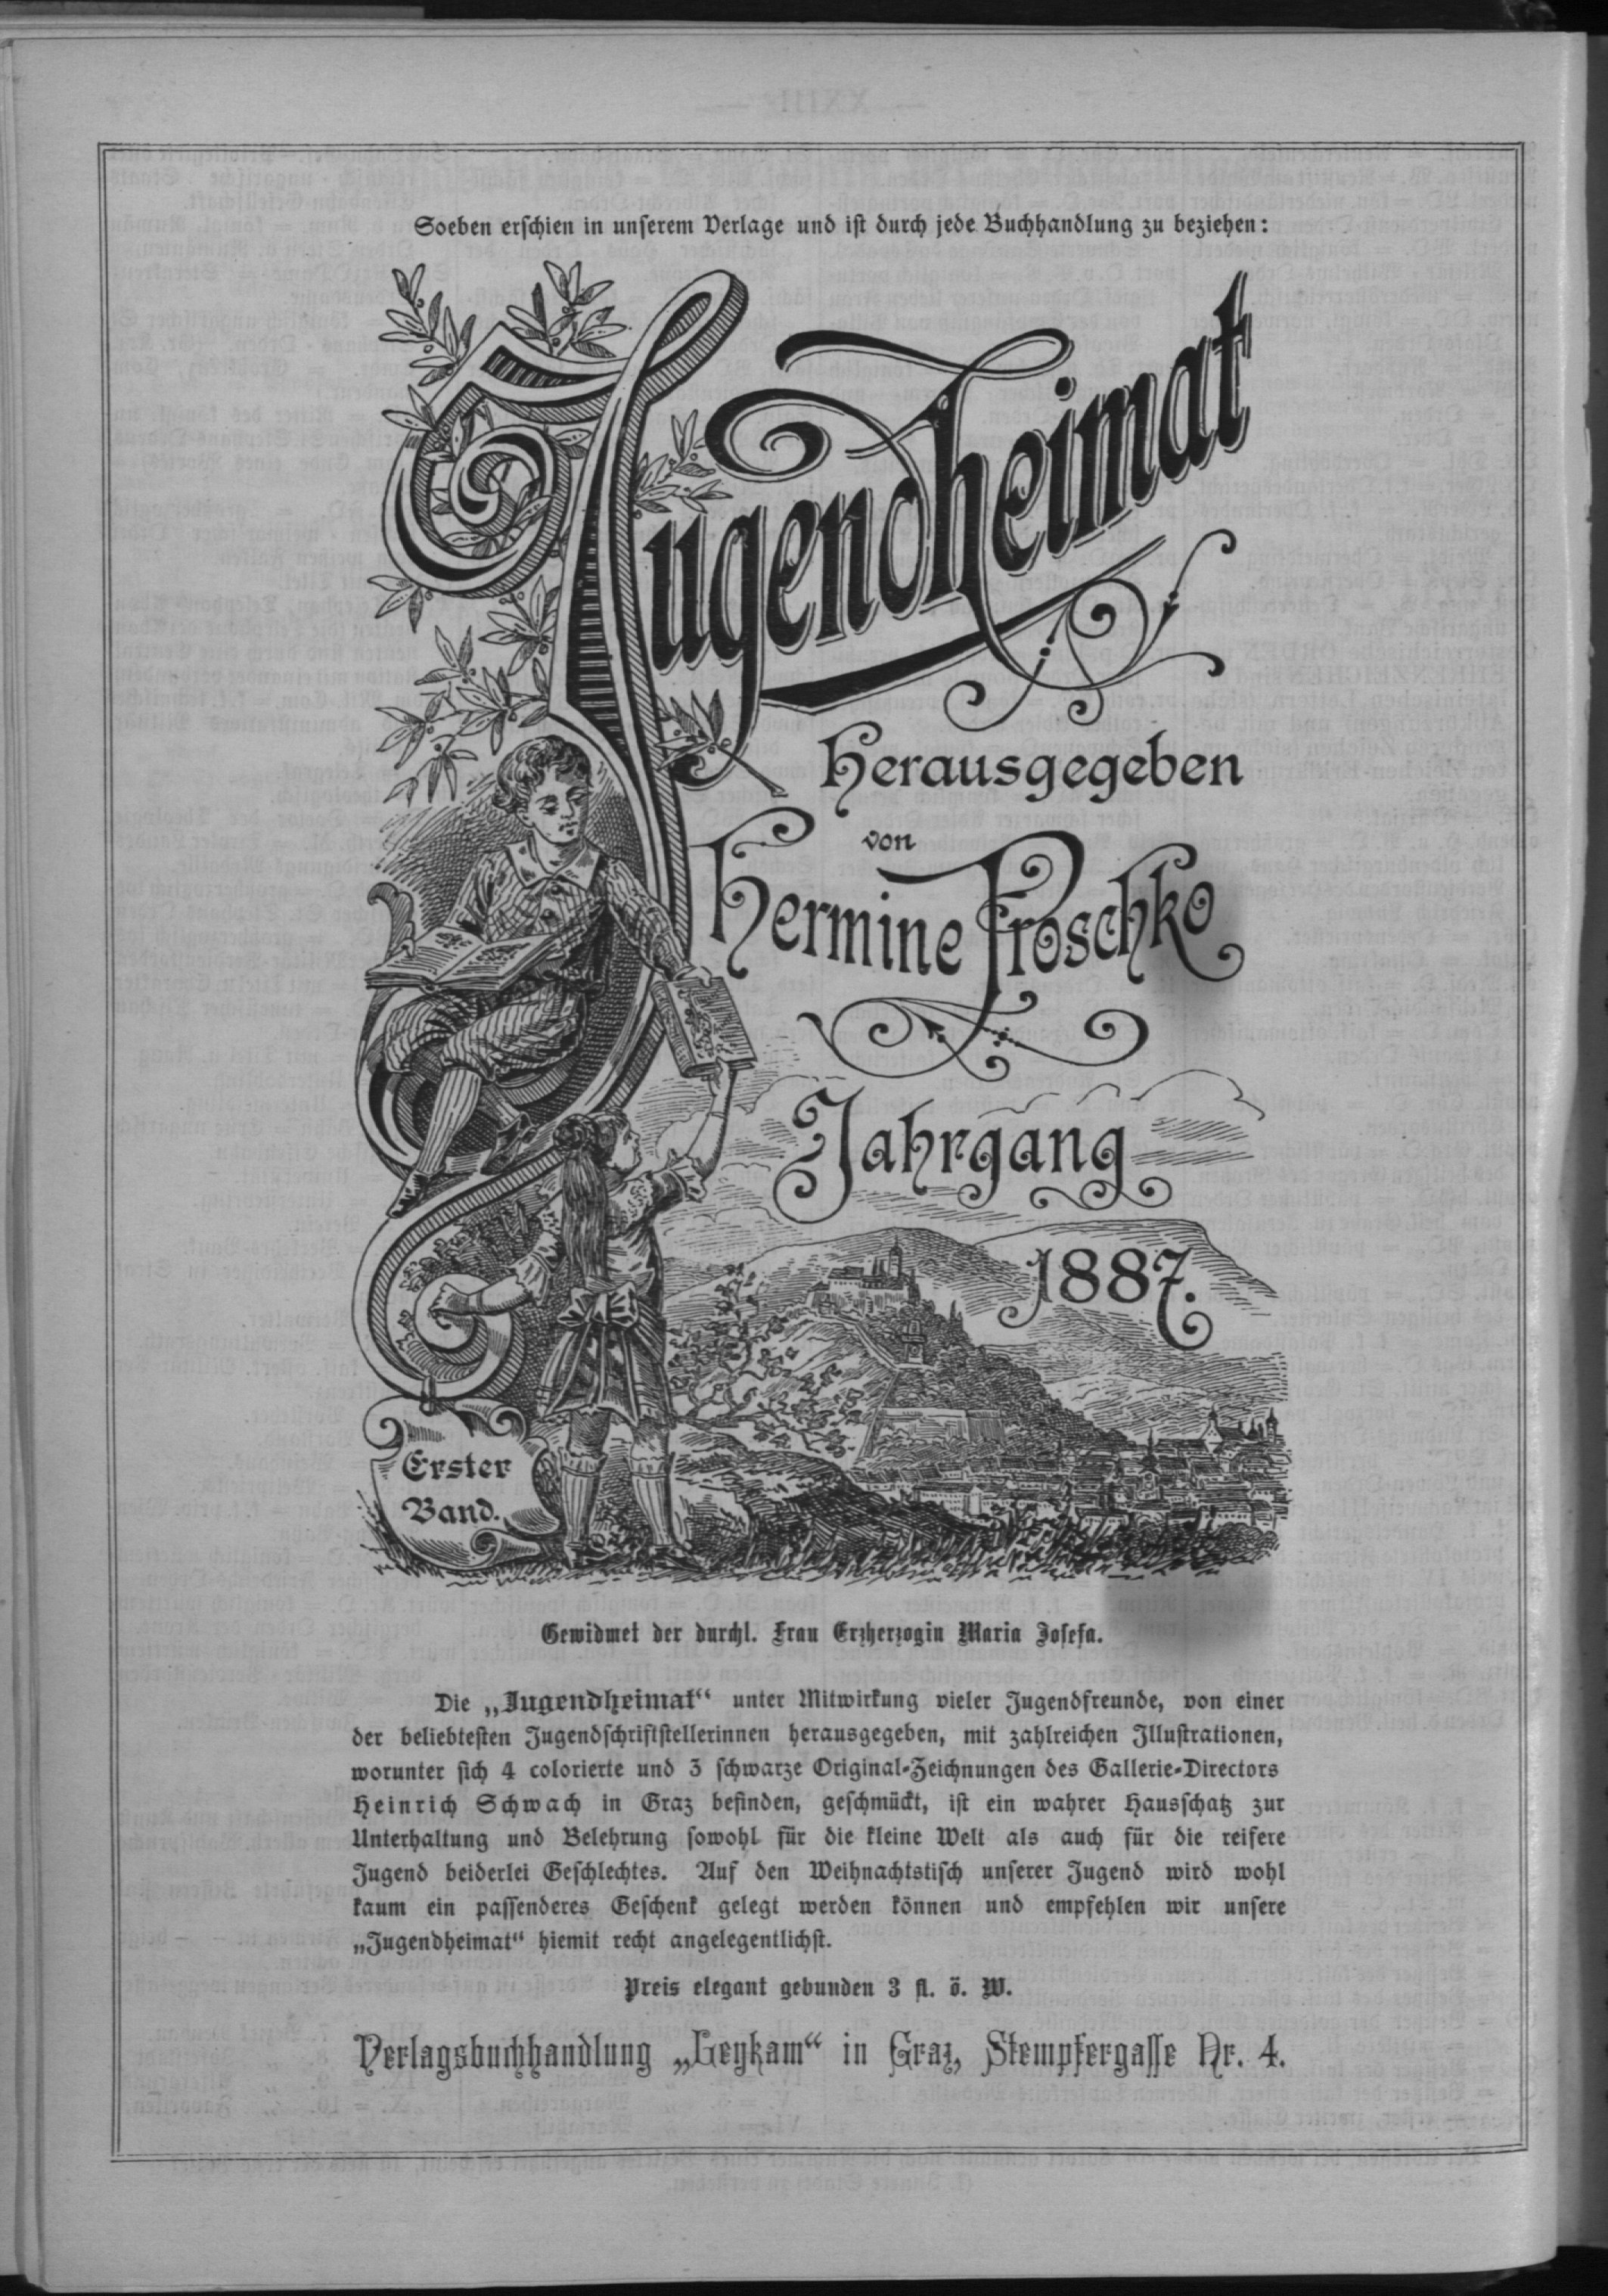 Soeben erschien in unserem Verlage und ist durch jede Buchhandlung zu beziehen:
Jugendheimat
Herausgegeben
von
Hermine Proschko
Jahrgang
1887.
Erster
Band.
Gewidmet der durchl. Frau Erzherzogin Maria Josefa.
Die „Jugendheimat“ unter Mitwirkung vieler Jugendfreunde, von einer
der beliebtesten Jugendschriftstellerinnen herausgegeben, mit zahlreichen Illustrationen,
worunter sich 4 colorierte und 3 schwarze Original-Zeichnungen des Gallerie-Directors
Heinrich Schwach in Graz befinden, geschmückt, ist ein wahrer Hausschatz zur
Unterhaltung und Belehrung sowohl für die kleine Welt als auch für die reifere
Jugend beiderlei Geschlechtes. Auf den Weihnachtstisch unserer Jugend wird wohl
kaum ein passenderes Geschenk gelegt werden können und empfehlen wir unsere
„Jugendheimat“ hiemit recht angelegentlichst.
Preis elegant gebunden 3 fl. ö. W.
Verlagsbuchhandlung „Leykam“ in Graz, Stempfergasse Nr. 4.